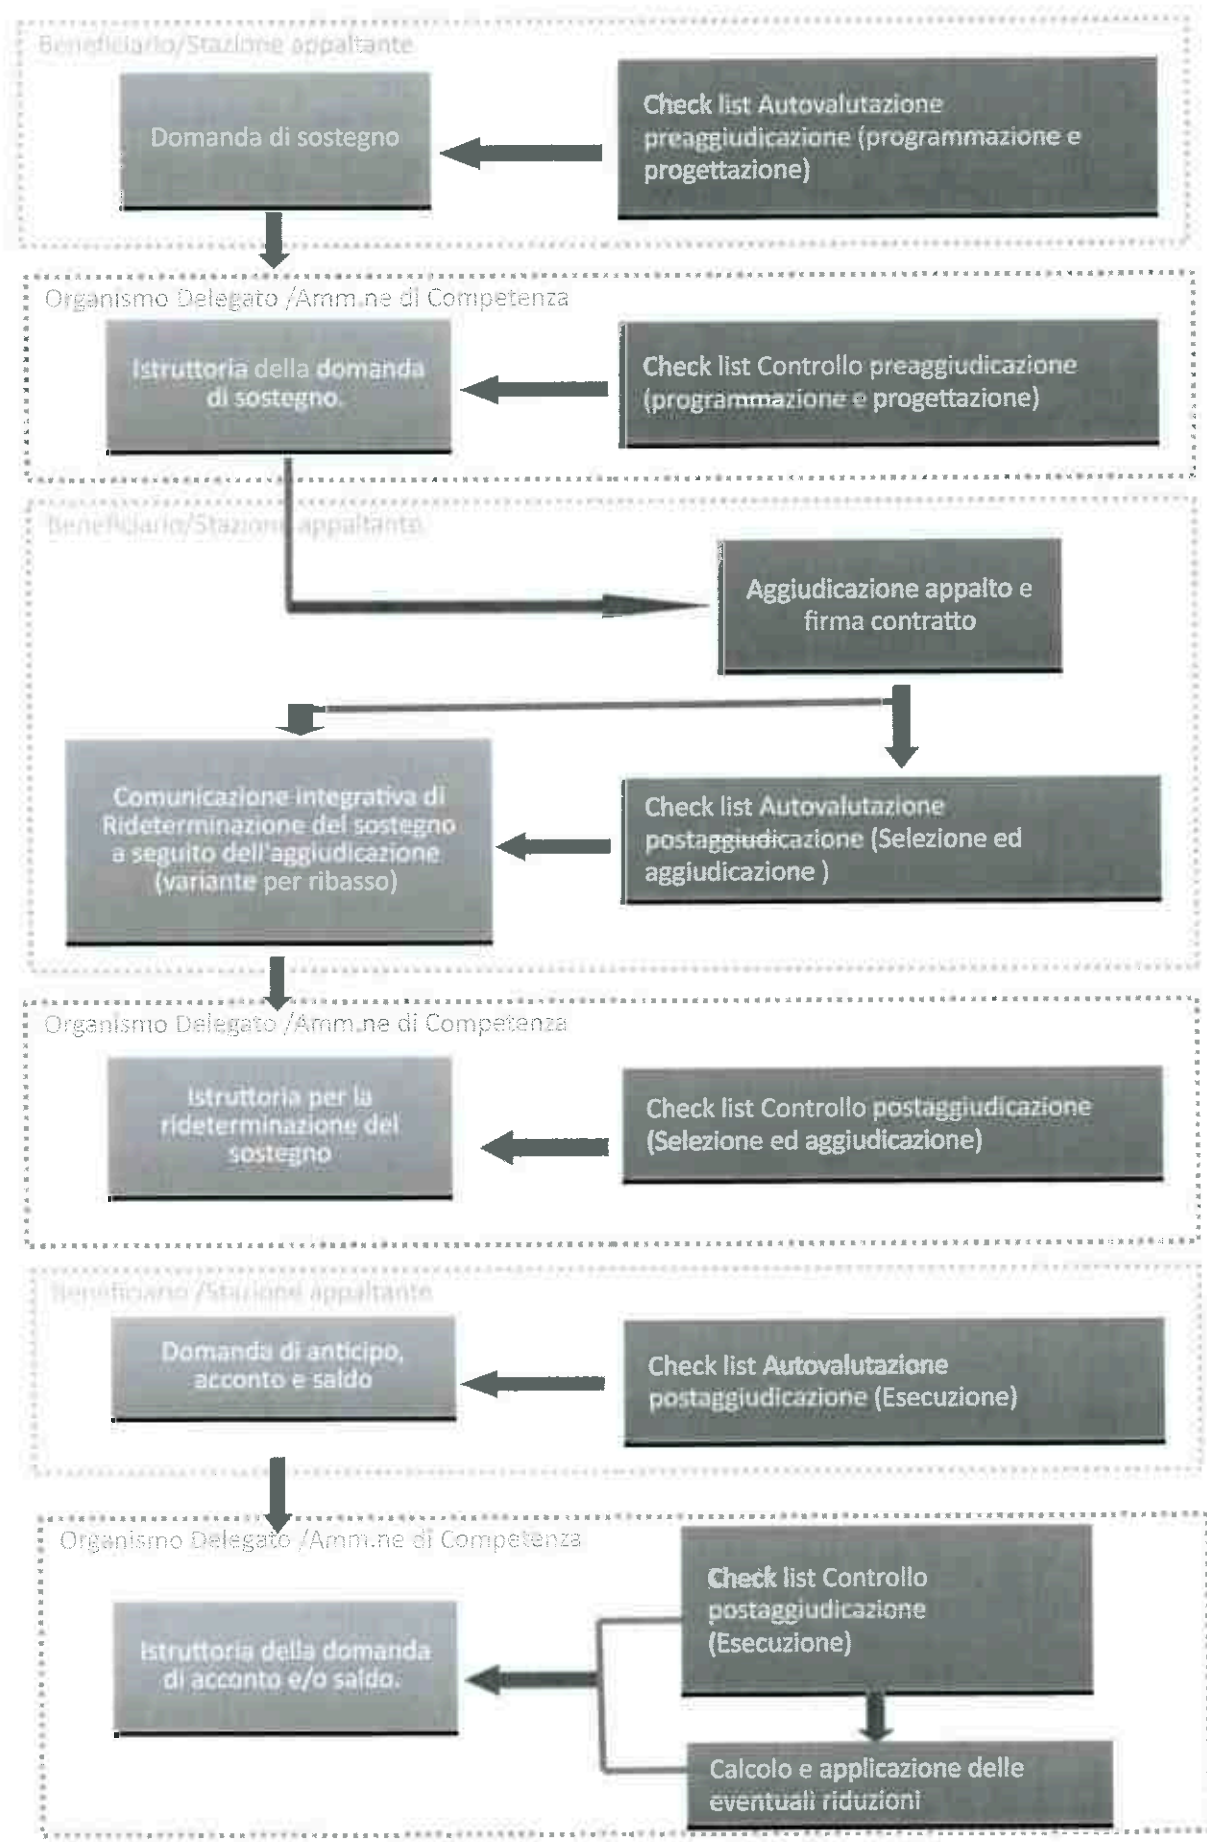 Beneficiario/Stazione appaltante
Domanda di sostegno
Check list Autovalutazione
preaggiudicazione (programmazione e
progettazione)
Organismo Delegato /Amm.ne di Competenza
Istruttoria della domanda
di sostegno.
Check list Controllo preaggiudicazione
(programmazione e progettazione)
Beneficiario/Stazione appaltante
Aggiudicazione appalto e
firma contratto
Comunicazione integrativa di
Rideterminazione del sostegno
a seguito dell'aggiudicazione
(variante per ribasso)
Check list Autovalutazione
postaggiudicazione (Selezione ed
aggiudicazione )
Organismo Delegato /Amm.ne di Competenza
Istruttoria per la
rideterminazione del
sostegno
Check list Controllo postaggiudicazione
(Selezione ed aggiudicazione)
Beneficiario /Stazione appaltante
Domanda di anticipo,
acconto e saldo
Check list Autovalutazione
postaggiudicazione (Esecuzione)
Organismo Delegato /Amm.ne di Competenza
Istruttoria della domanda
di acconto e/o saldo.
Check list Controllo
postaggiudicazione
(Esecuzione)
Calcolo e applicazione delle
eventuali riduzioni